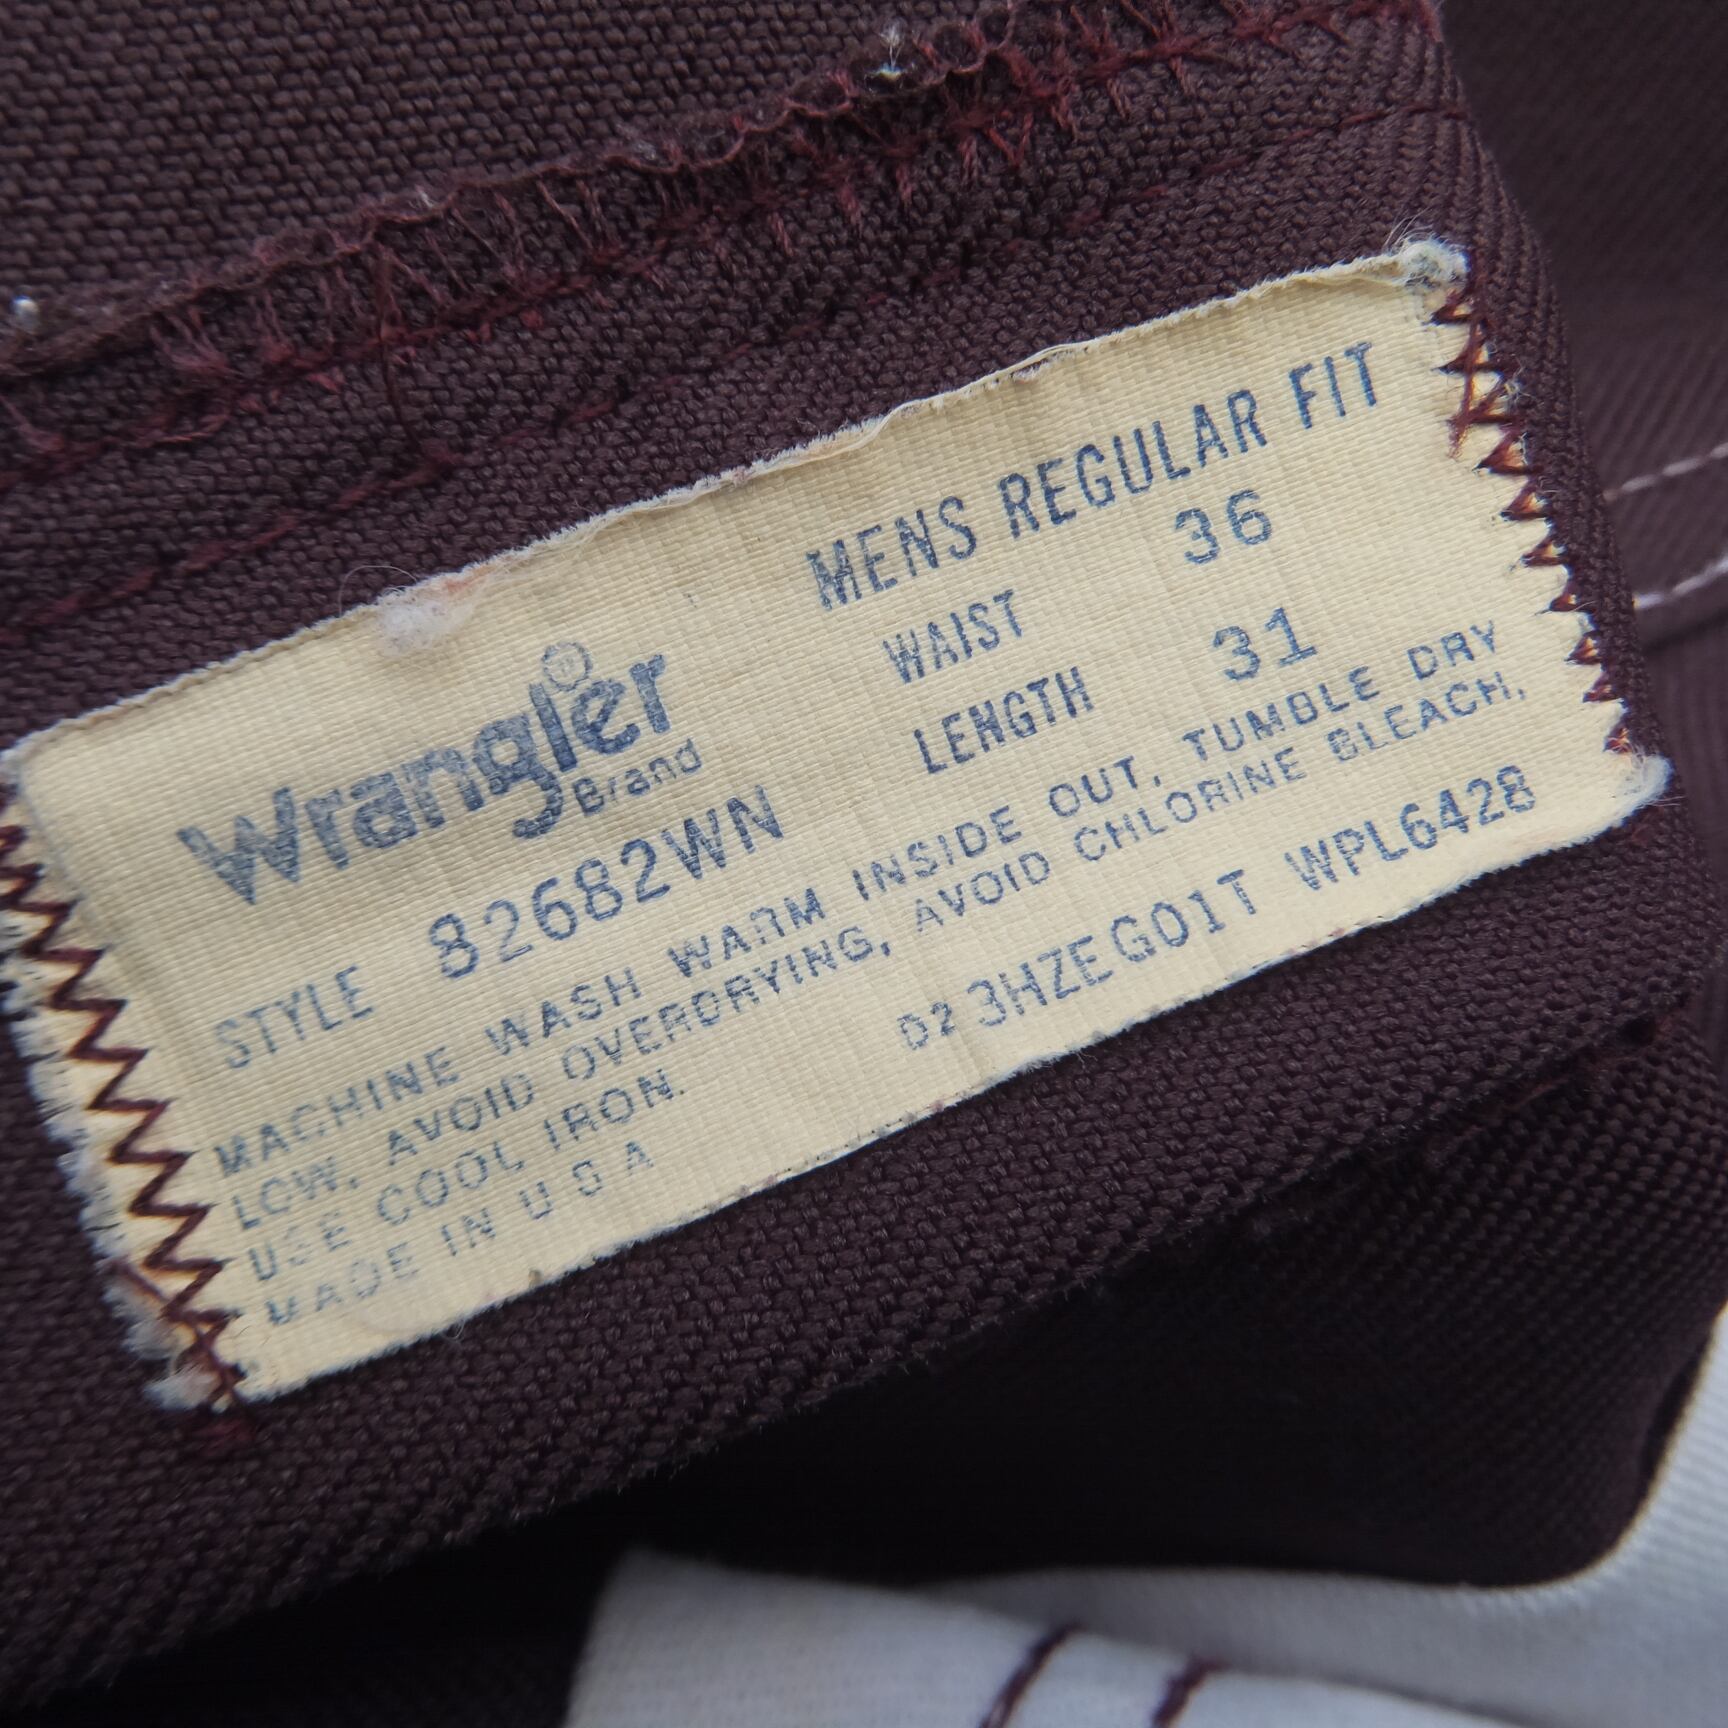 MENS REGULAR FIT
Wrangler®
Brand
WAIST 36
LENGTH 31
STYLE 82682WN
MACHINE WASH WARM INSIDE OUT, TUMBLE DRY
LOW, AVOID OVERDRYING, AVOID CHLORINE BLEACH,
USE COOL IRON.
MADE IN U S A
D2 3HZEG01T WPL6428